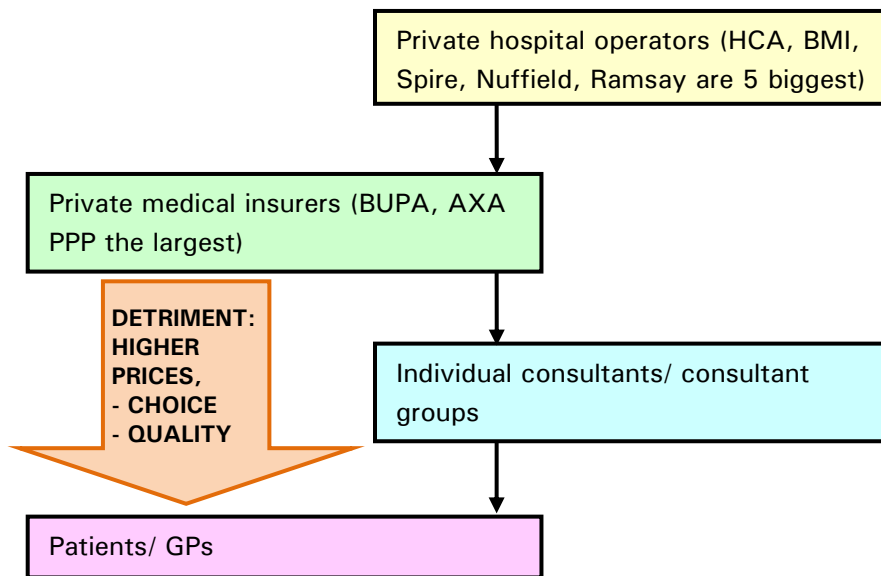 Private hospital operators (HCA, BMI,
Spire, Nuffield, Ramsay are 5 biggest)
Private medical insurers (BUPA, AXA
PPP the largest)
DETRIMENT:
HIGHER
PRICES,
- CHOICE
- QUALITY
Individual consultants/ consultant
groups
Patients/ GPs